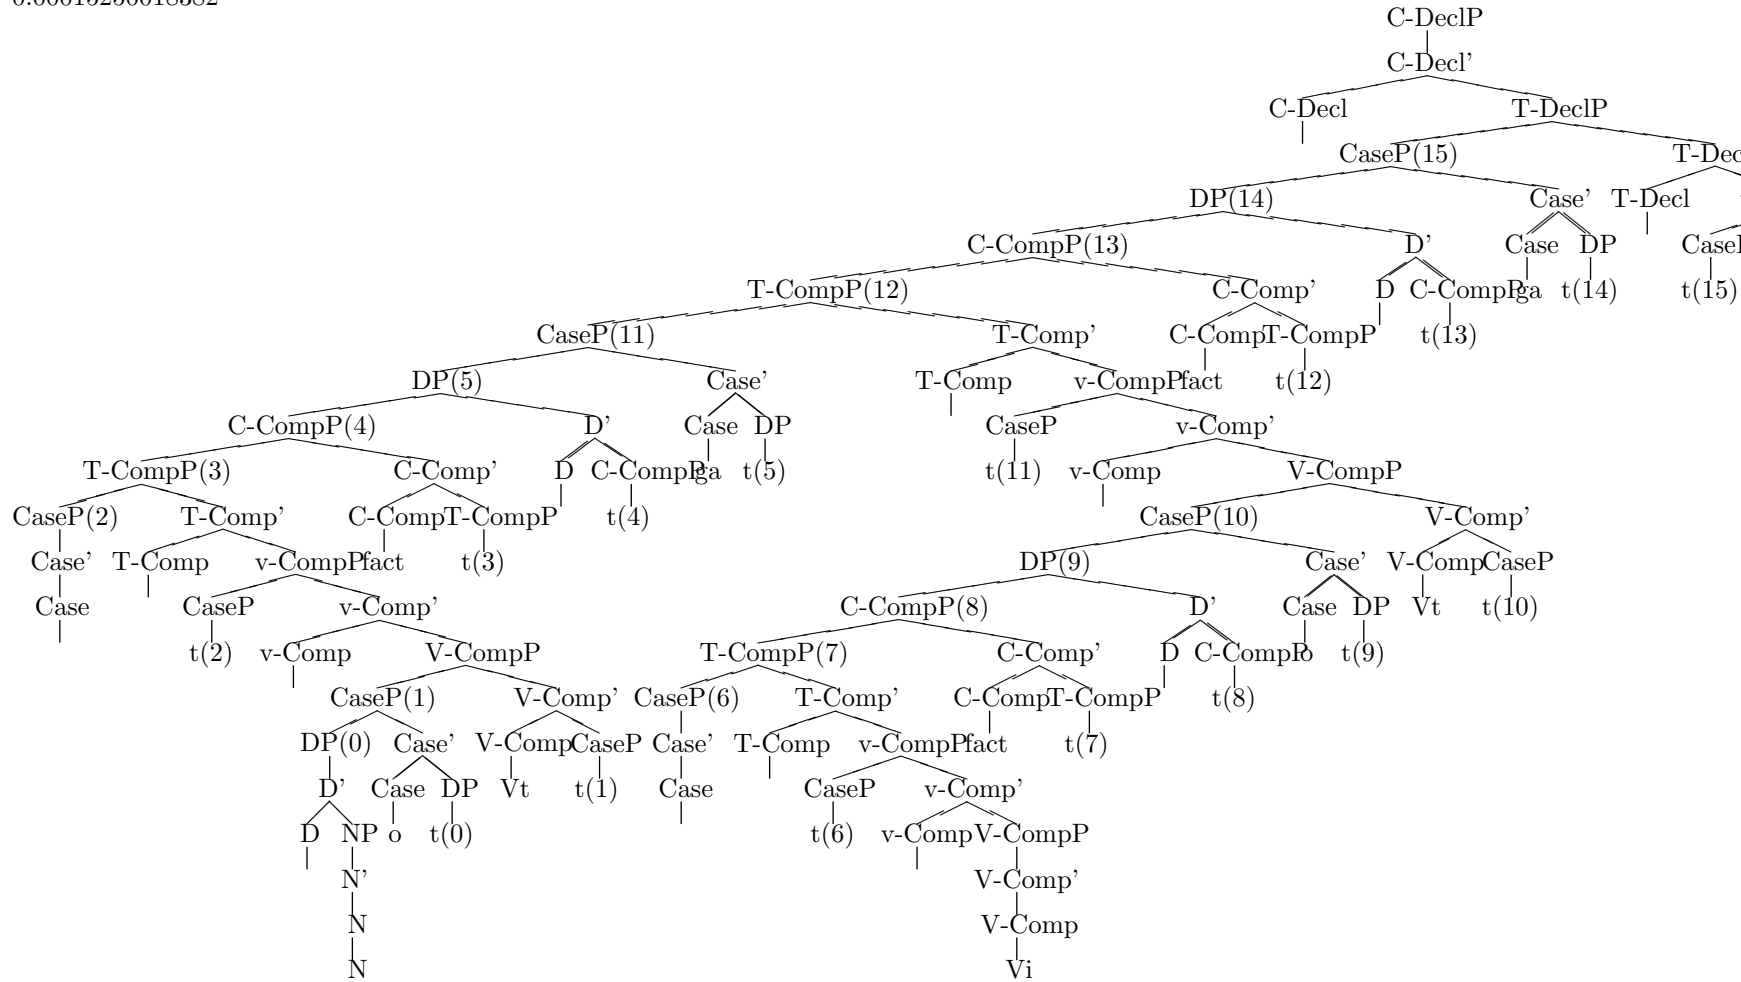 C-DeclP
C-Decl'
C-Decl T-DeclP
CaseP(15) T-Dec
DP(14) Case' T-Decl
C-CompP(13) D' Case DP CaseP
T-CompP(12) C-Comp' D C-CompP ga t(14) t(15)
CaseP(11) T-Comp' C-Comp T-CompP t(13)
DP(5) Case' T-Comp v-CompP fact t(12)
C-CompP(4) D' Case DP CaseP v-Comp'
T-CompP(3) C-Comp' D C-CompP ga t(5) t(11) v-Comp V-CompP
CaseP(2) T-Comp' C-Comp T-CompP t(4) CaseP(10) V-Comp'
Case' T-Comp v-CompP fact t(3) DP(9) Case' V-Comp CaseP
Case CaseP v-Comp' C-CompP(8) D' Case DP Vt t(10)
t(2) v-Comp V-CompP T-CompP(7) C-Comp' D C-CompP o t(9)
CaseP(1) V-Comp' CaseP(6) T-Comp' C-Comp T-CompP t(8)
DP(0) Case' V-Comp CaseP Case' T-Comp v-CompP fact t(7)
D' Case DP Vt t(1) Case CaseP v-Comp'
D NP o t(0) t(6) v-Comp V-CompP
N' V-Comp'
N V-Comp
N Vi